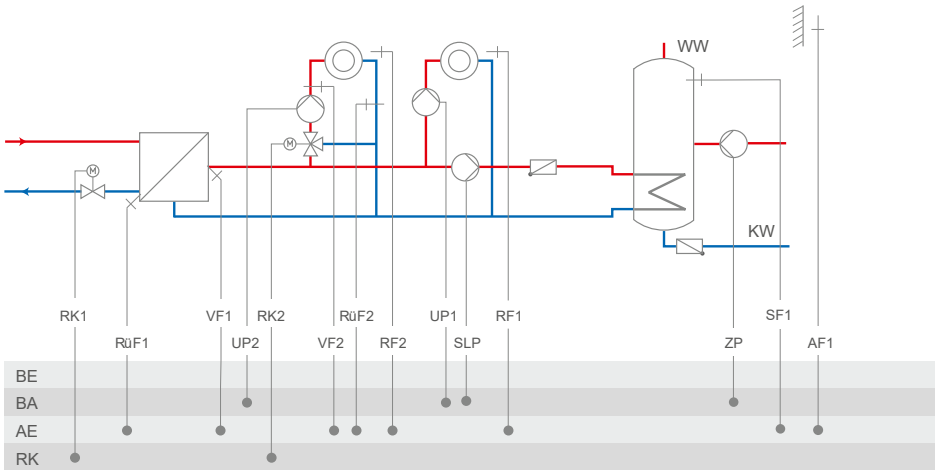 WW
M
M
KW
RK1 VF1 RK2 RüF2 UP1 RF1 SF1
RüF1 UP2 VF2 RF2 SLP ZP AF1
BE
BA
AE
RK